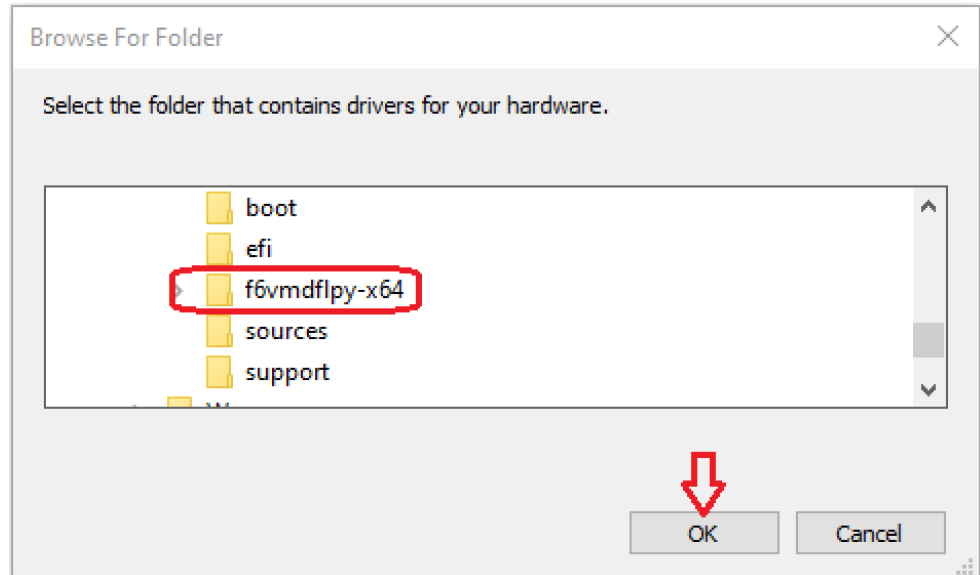 Browse For Folder
Select the folder that contains drivers for your hardware.
boot
efi
f6vmdflpy-x64
sources
support
OK Cancel